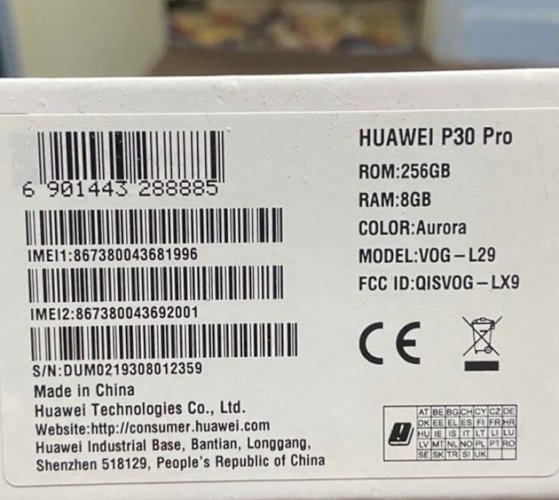 HUAWEI P30 Pro
ROM:256GB
RAM:8GB
COLOR:Aurora
MODEL:VOG-L29
FCC ID:QISVOG-LX9
6 901443 288885
IMEI1:867380043681996
IMEI2:867380043692001
S/N:DUM0219308012359
Made in China
Huawei Technologies Co., Ltd.
Website:http://consumer.huawei.com
Huawei Industrial Base, Bantian, Longgang,
Shenzhen 518129, People's Republic of China
CE
AT BE BG CH CY CZ DE
DK EE EL ES FI FR HR
HU IE IS IT LT LI LU
LV MT NL NO PL PT RO
SE SK TR SI UK